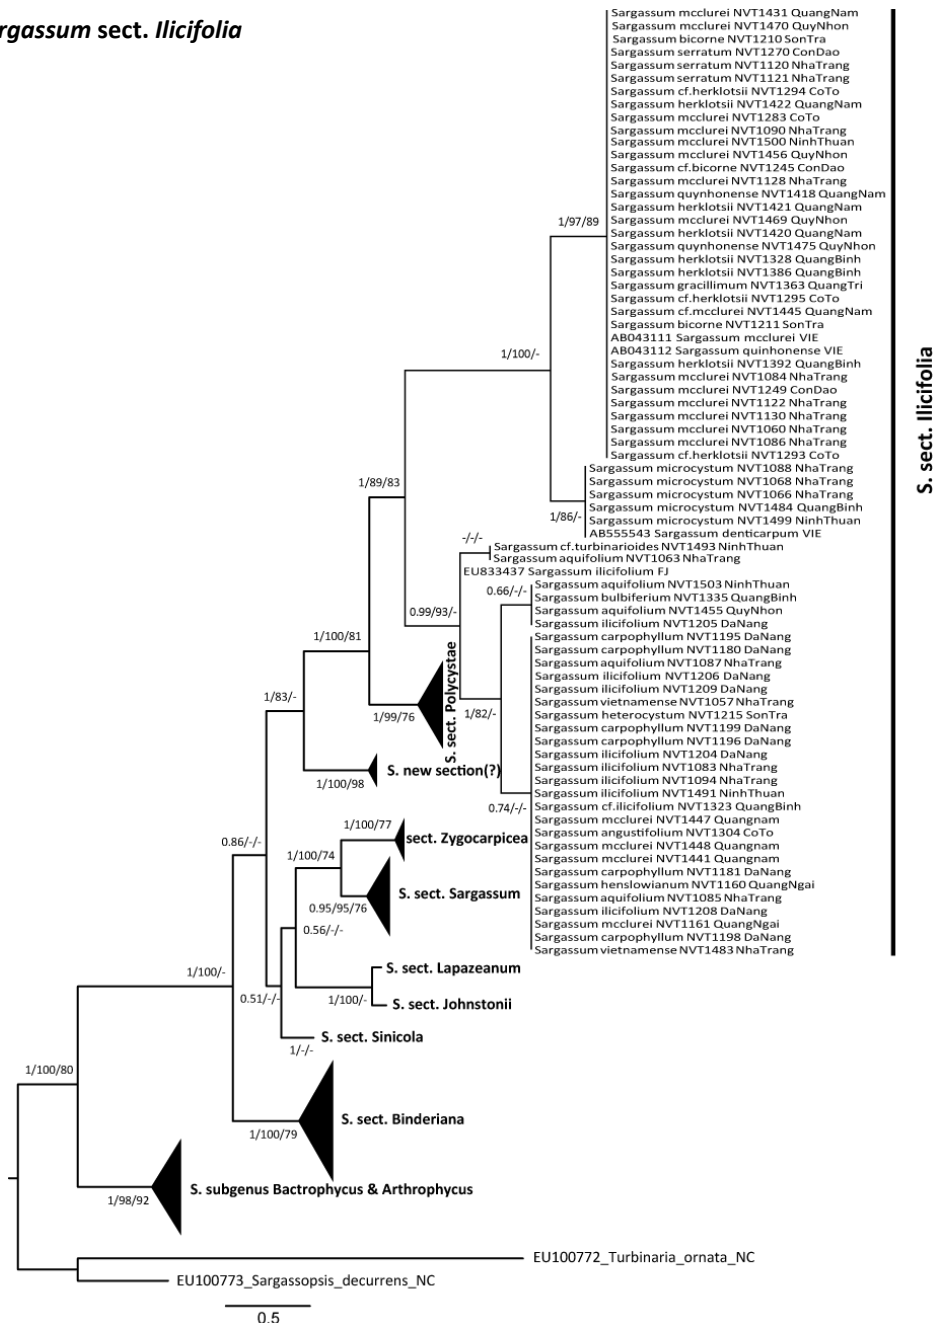 rgassum sect. Ilicifolia
Sargassum mcclurei NVT1431 QuangNam
Sargassum mcclurei NVT1470 QuyNhon
Sargassum bicorne NVT1210 SonTra
Sargassum serratum NVT1270 ConDao
Sargassum serratum NVT1120 NhaTrang
Sargassum serratum NVT1121 NhaTrang
Sargassum cf.herklotsii NVT1294 CoTo
Sargassum herklotsii NVT1422 QuangNam
Sargassum mcclurei NVT1283 CoTo
Sargassum mcclurei NVT1090 NhaTrang
Sargassum mcclurei NVT1500 NinhThuan
Sargassum mcclurei NVT1456 QuyNhon
Sargassum cf.bicorne NVT1245 ConDao
Sargassum mcclurei NVT1128 NhaTrang
Sargassum quynhonense NVT1418 QuangNam
Sargassum herklotsii NVT1421 QuangNam
Sargassum mcclurei NVT1469 QuyNhon
1/97/89
Sargassum herklotsii NVT1420 QuangNam
Sargassum quynhonense NVT1475 QuyNhon
Sargassum herklotsii NVT1328 QuangBinh
Sargassum herklotsii NVT1386 QuangBinh
Sargassum gracillimum NVT1363 QuangTri
Sargassum cf.herklotsii NVT1295 CoTo
Sargassum cf.mcclurei NVT1445 QuangNam
Sargassum bicorne NVT1211 SonTra
AB043111 Sargassum mcclurei VIE
AB043112 Sargassum quinhonense VIE
1/100/-
Sargassum herklotsii NVT1392 QuangBinh
Sargassum mcclurei NVT1084 NhaTrang
Sargassum mcclurei NVT1249 ConDao
Sargassum mcclurei NVT1122 NhaTrang
Sargassum mcclurei NVT1130 NhaTrang
Sargassum mcclurei NVT1060 NhaTrang
Sargassum mcclurei NVT1086 NhaTrang
Sargassum cf.herklotsii NVT1293 CoTo
S. sect. Ilicifolia
Sargassum microcystum NVT1088 NhaTrang
Sargassum microcystum NVT1068 NhaTrang
1/89/83
Sargassum microcystum NVT1066 NhaTrang
Sargassum microcystum NVT1484 QuangBinh
1/86/-
Sargassum microcystum NVT1499 NinhThuan
AB555543 Sargassum denticarpum VIE
-/-/-
Sargassum cf.turbinarioides NVT1493 NinhThuan
Sargassum aquifolium NVT1063 NhaTrang
EU833437 Sargassum ilicifolium FJ
Sargassum aquifolium NVT1503 NinhThuan
0.66/-/-
Sargassum bulbiferium NVT1335 QuangBinh
0.99/93/-
Sargassum aquifolium NVT1455 QuyNhon
Sargassum ilicifolium NVT1205 DaNang
1/100/81
Sargassum carpophyllum NVT1195 DaNang
Sargassum carpophyllum NVT1180 DaNang
Sargassum aquifolium NVT1087 NhaTrang
Sargassum ilicifolium NVT1206 DaNang
Sargassum ilicifolium NVT1209 DaNang
1/83/-
S. sect. Polycystae
Sargassum vietnamense NVT1057 NhaTrang
1/99/76
1/82/-
Sargassum heterocystum NVT1215 SonTra
Sargassum carpophyllum NVT1199 DaNang
Sargassum carpophyllum NVT1196 DaNang
Sargassum ilicifolium NVT1204 DaNang
S. new section(?)
Sargassum ilicifolium NVT1083 NhaTrang
1/100/98
Sargassum ilicifolium NVT1094 NhaTrang
Sargassum ilicifolium NVT1491 NinhThuan
0.74/-/-
Sargassum cf.ilicifolium NVT1323 QuangBinh
Sargassum mcclurei NVT1447 Quangnam
1/100/77
sect. Zygocarpicea
Sargassum angustifolium NVT1304 CoTo
0.86/-/-
Sargassum mcclurei NVT1448 Quangnam
1/100/74
Sargassum mcclurei NVT1441 Quangnam
Sargassum carpophyllum NVT1181 DaNang
S. sect. Sargassum
Sargassum henslowianum NVT1160 QuangNgai
0.95/95/76
Sargassum aquifolium NVT1085 NhaTrang
Sargassum ilicifolium NVT1208 DaNang
0.56/-/-
Sargassum mcclurei NVT1161 QuangNgai
Sargassum carpophyllum NVT1198 DaNang
Sargassum vietnamense NVT1483 NhaTrang
1/100/-
S. sect. Lapazeanum
0.51/-/-
1/100/-
S. sect. Johnstonii
S. sect. Sinicola
1/-/-
1/100/80
S. sect. Binderiana
1/100/79
S. subgenus Bactrophycus & Arthrophycus
1/98/92
EU100772_Turbinaria_ornata_NC
EU100773_Sargassopsis_decurrens_NC
0.5